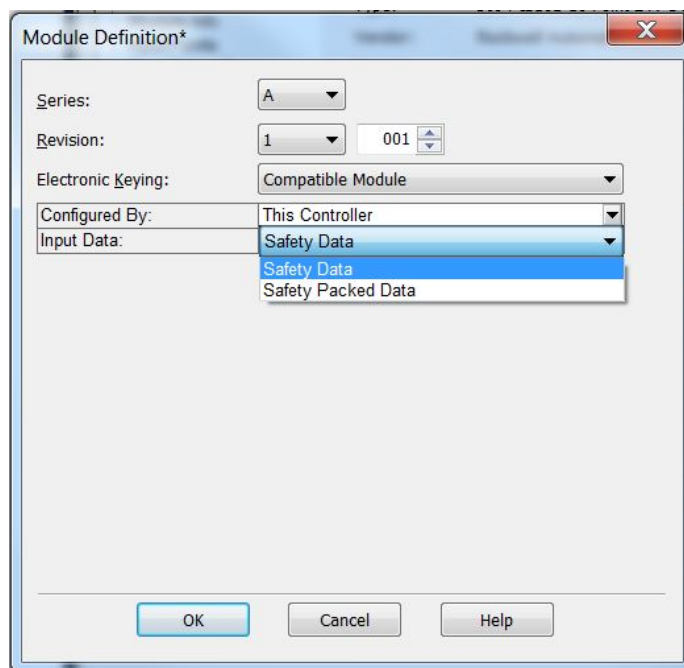 Module Definition*
Series: A
Revision: 1 001
Electronic Keying: Compatible Module
Configured By: This Controller
Input Data: Safety Data
Safety Data
Safety Packed Data
OK Cancel Help